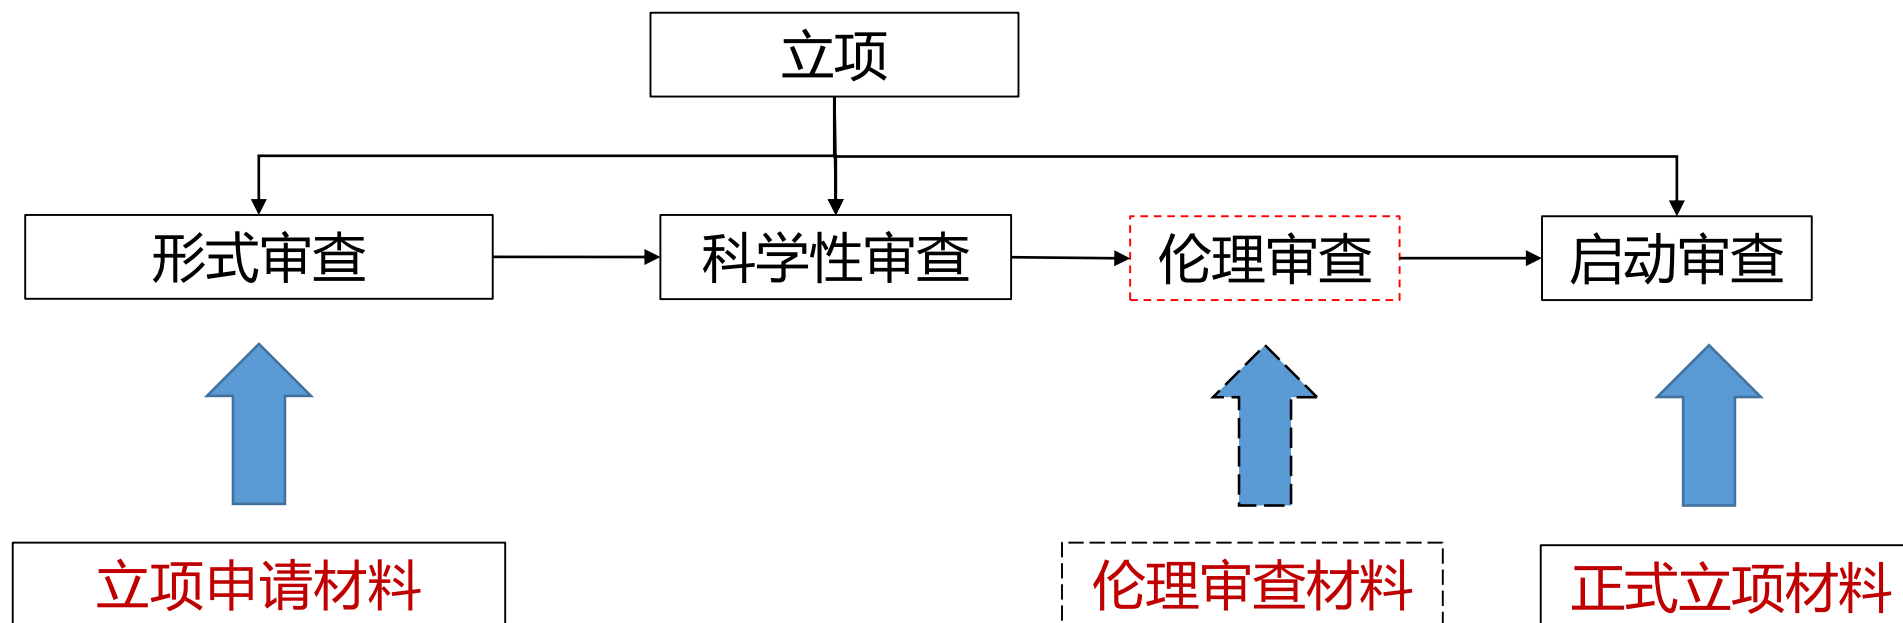 立项
形式审查
科学性审查
伦理审查
启动审查
立项申请材料
伦理审查材料
正式立项材料